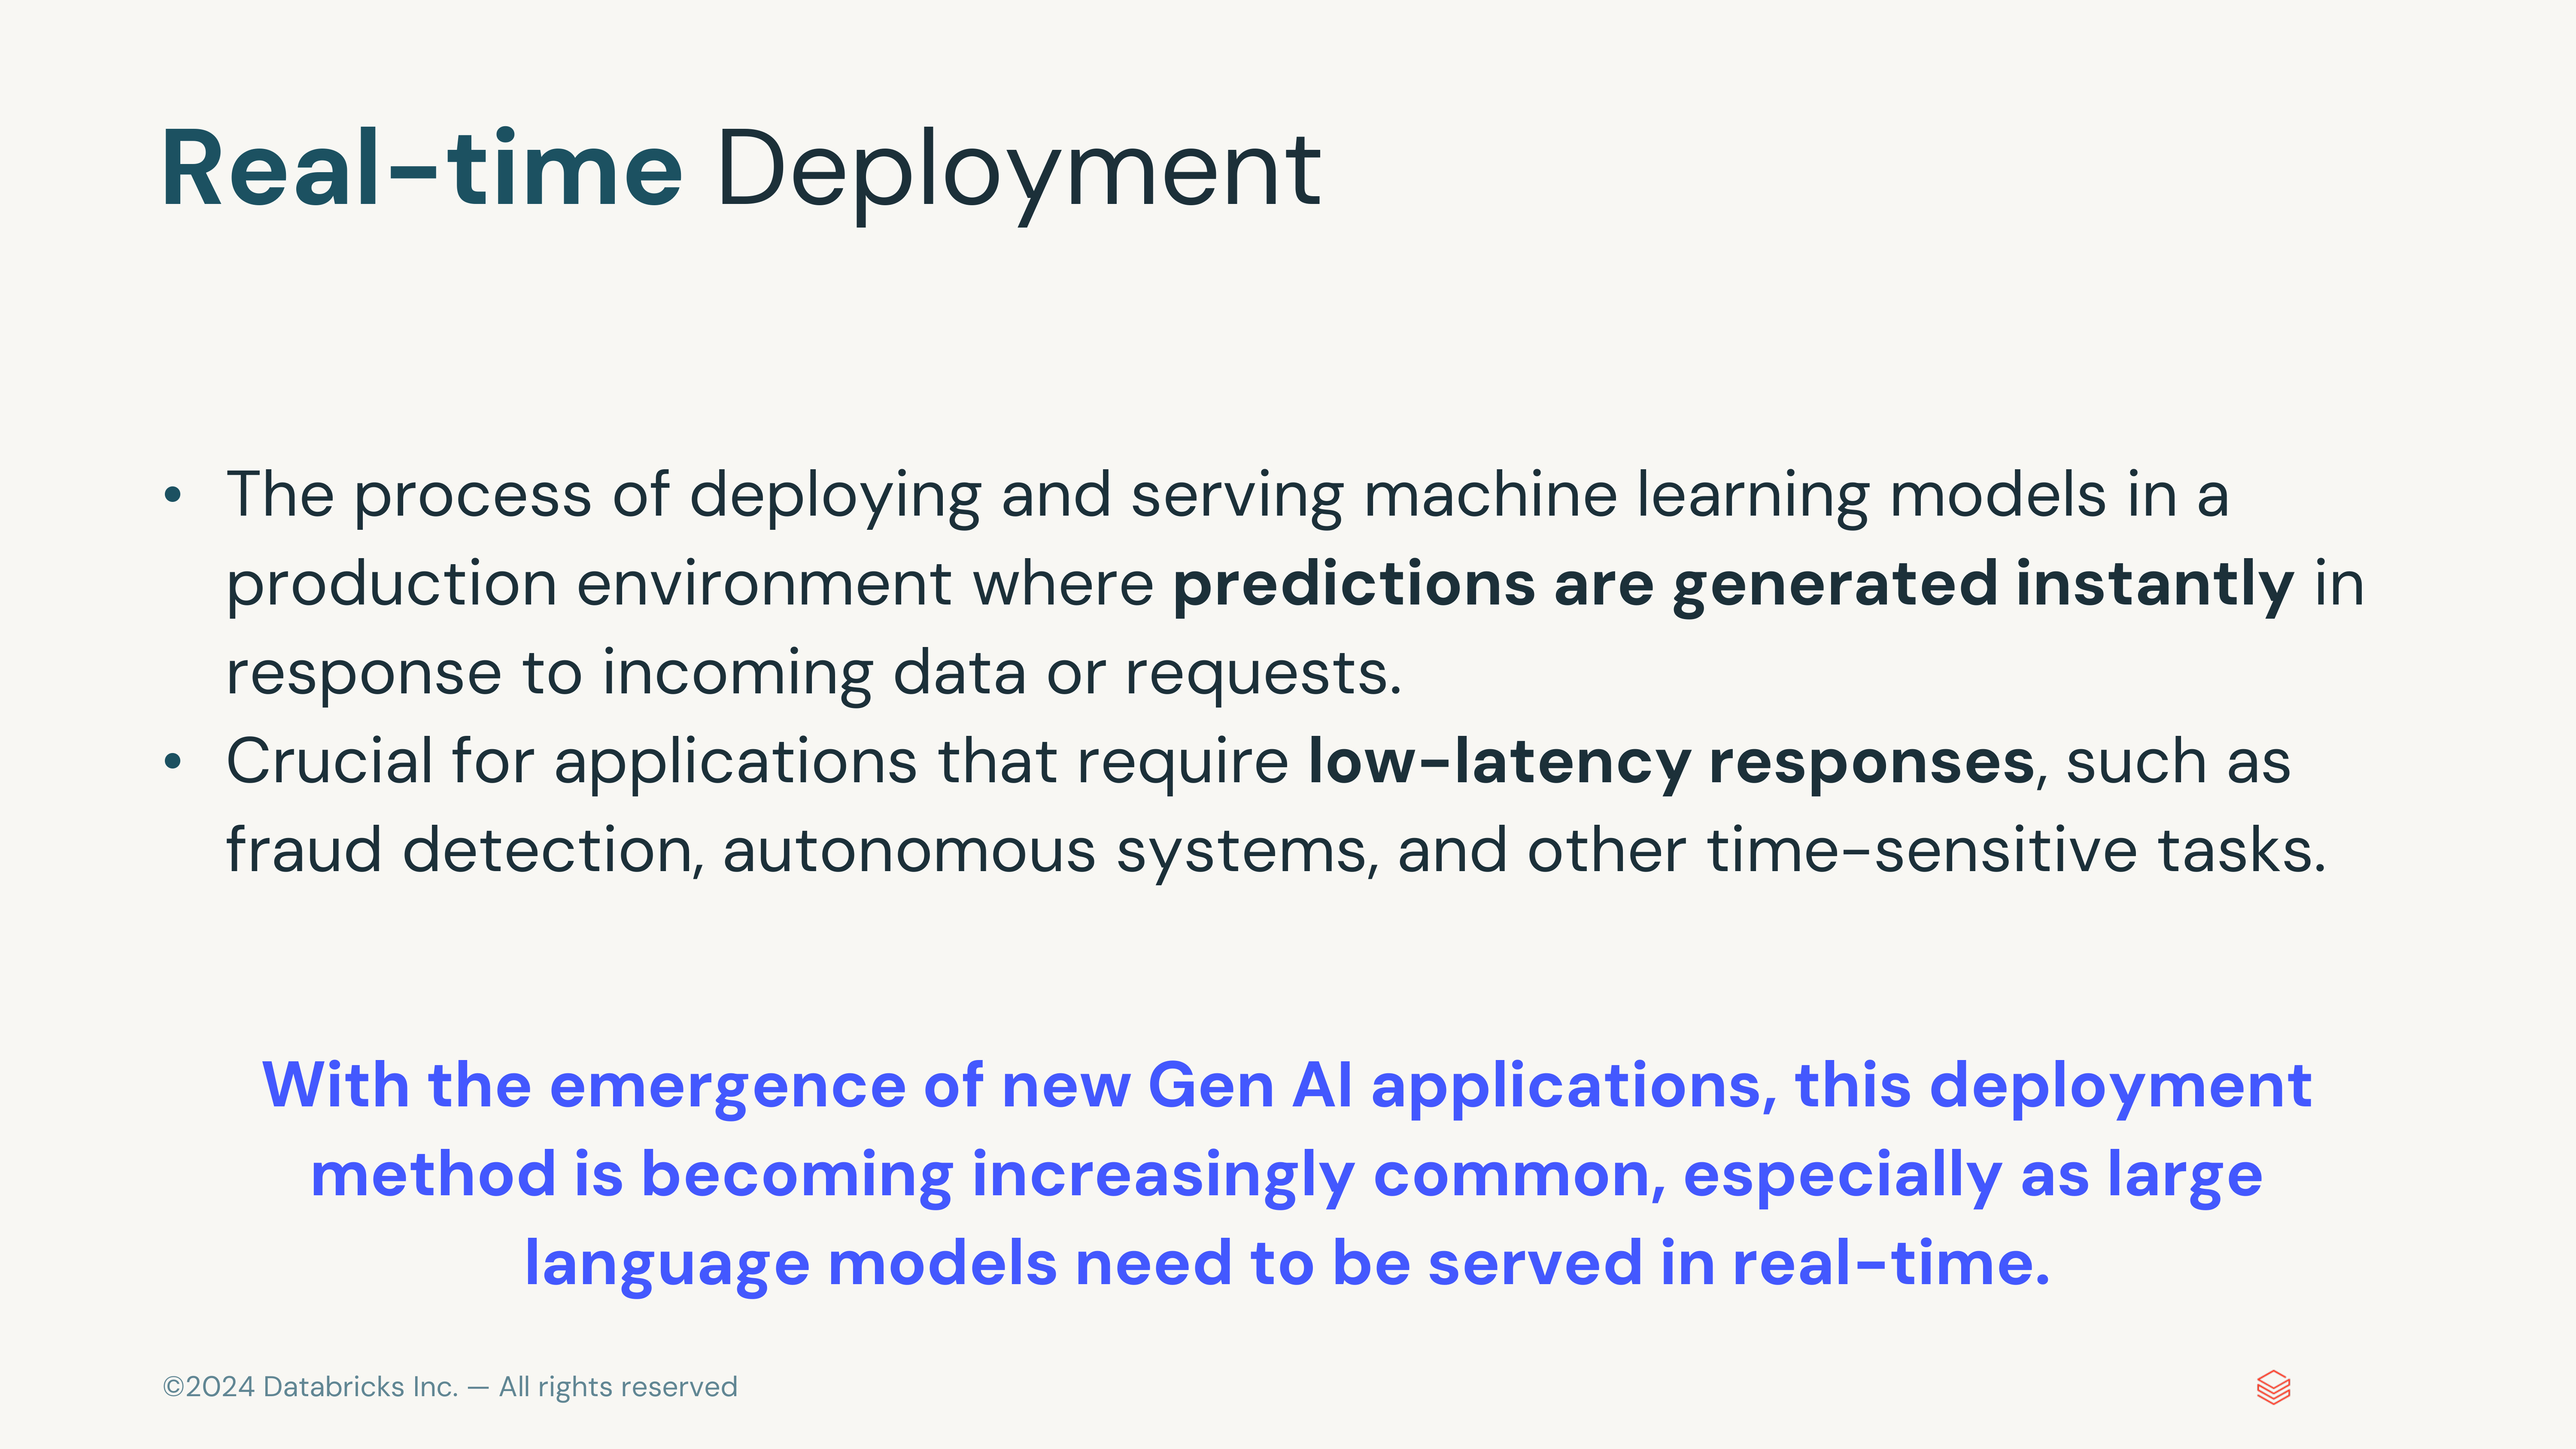 Real-time Deployment
• The process of deploying and serving machine learning models in a
production environment where predictions are generated instantly in
response to incoming data or requests.
• Crucial for applications that require low-latency responses, such as
fraud detection, autonomous systems, and other time-sensitive tasks.
With the emergence of new Gen AI applications, this deployment
method is becoming increasingly common, especially as large
language models need to be served in real-time.
©2024 Databricks Inc. — All rights reserved